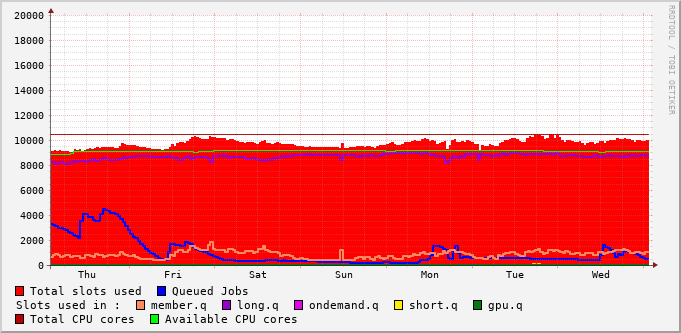 20000
18000
16000
14000
12000
10000
8000
6000
4000
2000
0
Thu Fri Sat Sun Mon Tue Wed
RRDTOOL / TOBI OETIKER
Total slots used Queued Jobs
Slots used in : member.q long.q ondemand.q short.q gpu.q
Total CPU cores Available CPU cores